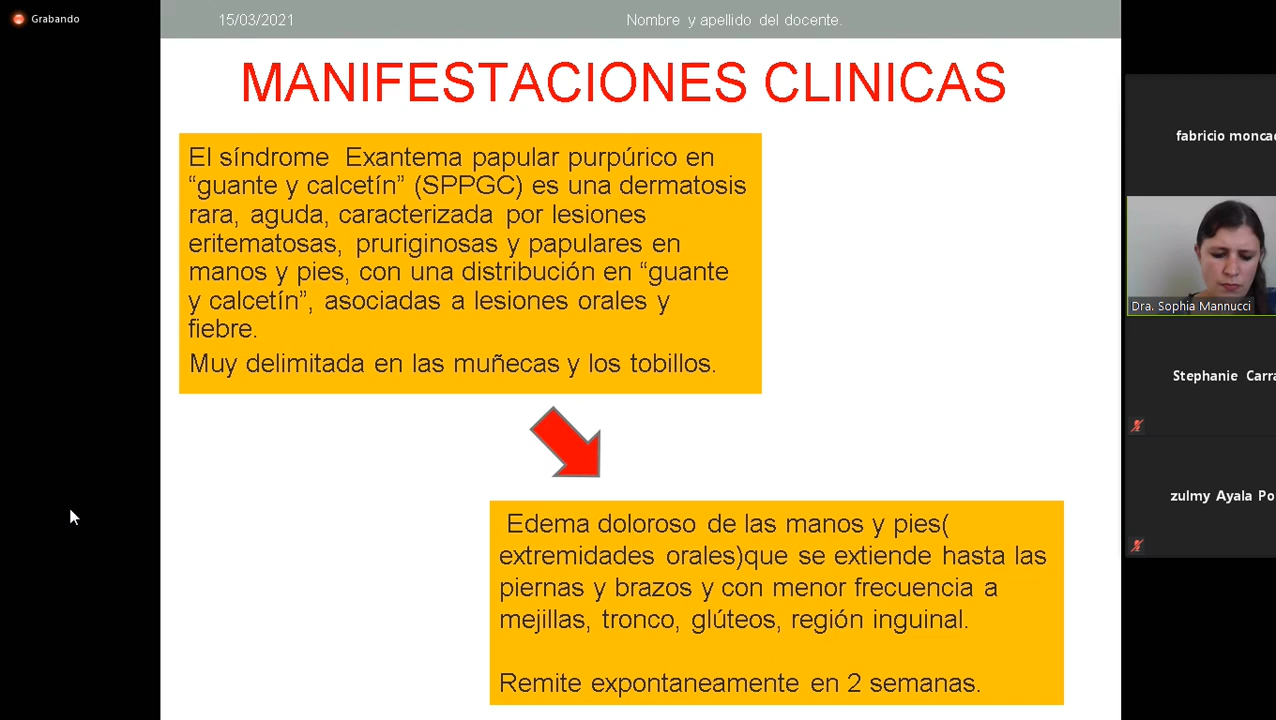 Grabando
15/03/2021
Nombre y apellido del docente.
MANIFESTACIONES CLINICAS
El síndrome Exantema papular purpúrico en
“guante y calcetín” (SPPGC) es una dermatosis
rara, aguda, caracterizada por lesiones
eritematosas, pruriginosas y papulares en
manos y pies, con una distribución en “guante
y calcetín”, asociadas a lesiones orales y
fiebre.
Muy delimitada en las muñecas y los tobillos.
Edema doloroso de las manos y pies(
extremidades orales)que se extiende hasta las
piernas y brazos y con menor frecuencia a
mejillas, tronco, glúteos, región inguinal.
Remite expontaneamente en 2 semanas.
fabricio moncad
Dra. Sophia Mannucci
Stephanie Carra
zulmy Ayala Po